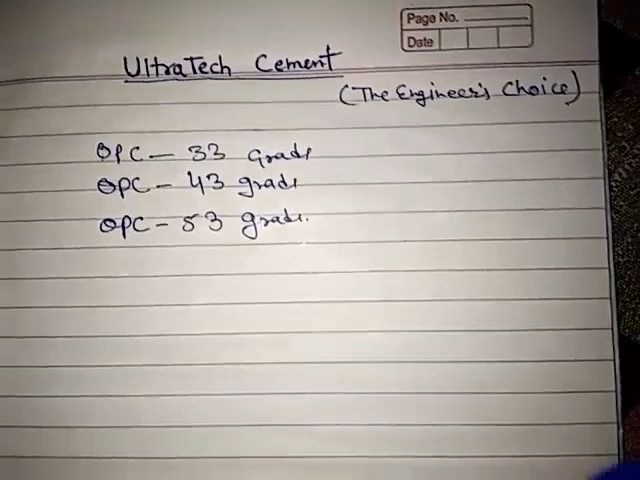 Page No.
Date
UltraTech Cement
(The Engineer's Choice)
OPC - 33 Grade
OPC - 43 grade
OPC - 53 grade.